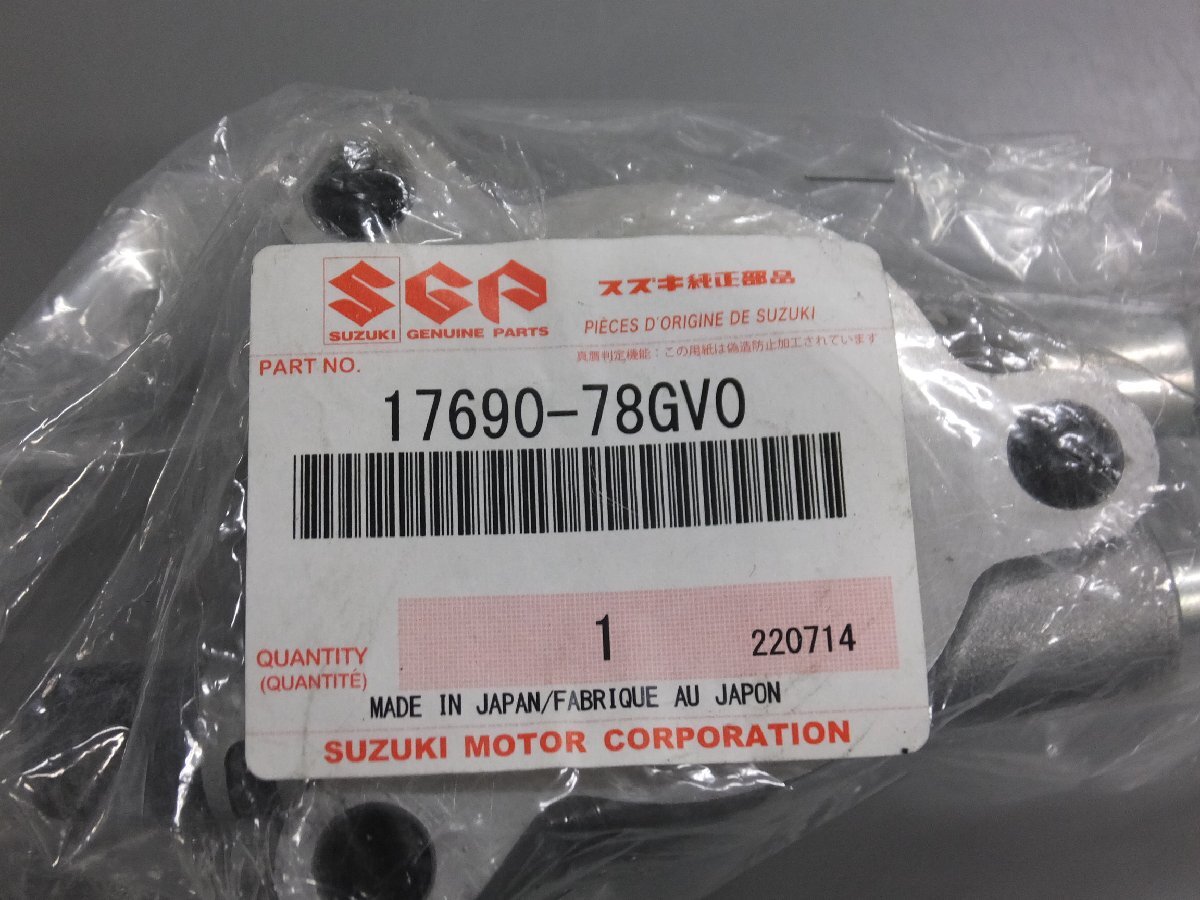 SUZUKI
SGP
GENUINE PARTS
スズキ純正部品
PIÈCES D'ORIGINE DE SUZUKI
真贋判定機能：この用紙は偽造防止加工されています
PART NO.
17690-78GV0
1
220714
QUANTITY
(QUANTITÉ)
MADE IN JAPAN/FABRIQUE AU JAPON
SUZUKI MOTOR CORPORATION